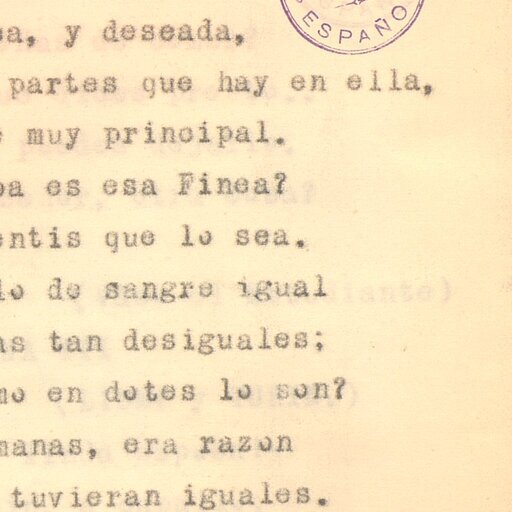 ESPAÑO
ea, y deseada,
partes que hay en ella,
e muy principal.
ba es esa Finea?
entis que lo sea.
lo de sangre igual
as tan desiguales;
mo en dotes lo son?
manas, era razon
tuvieran iguales.